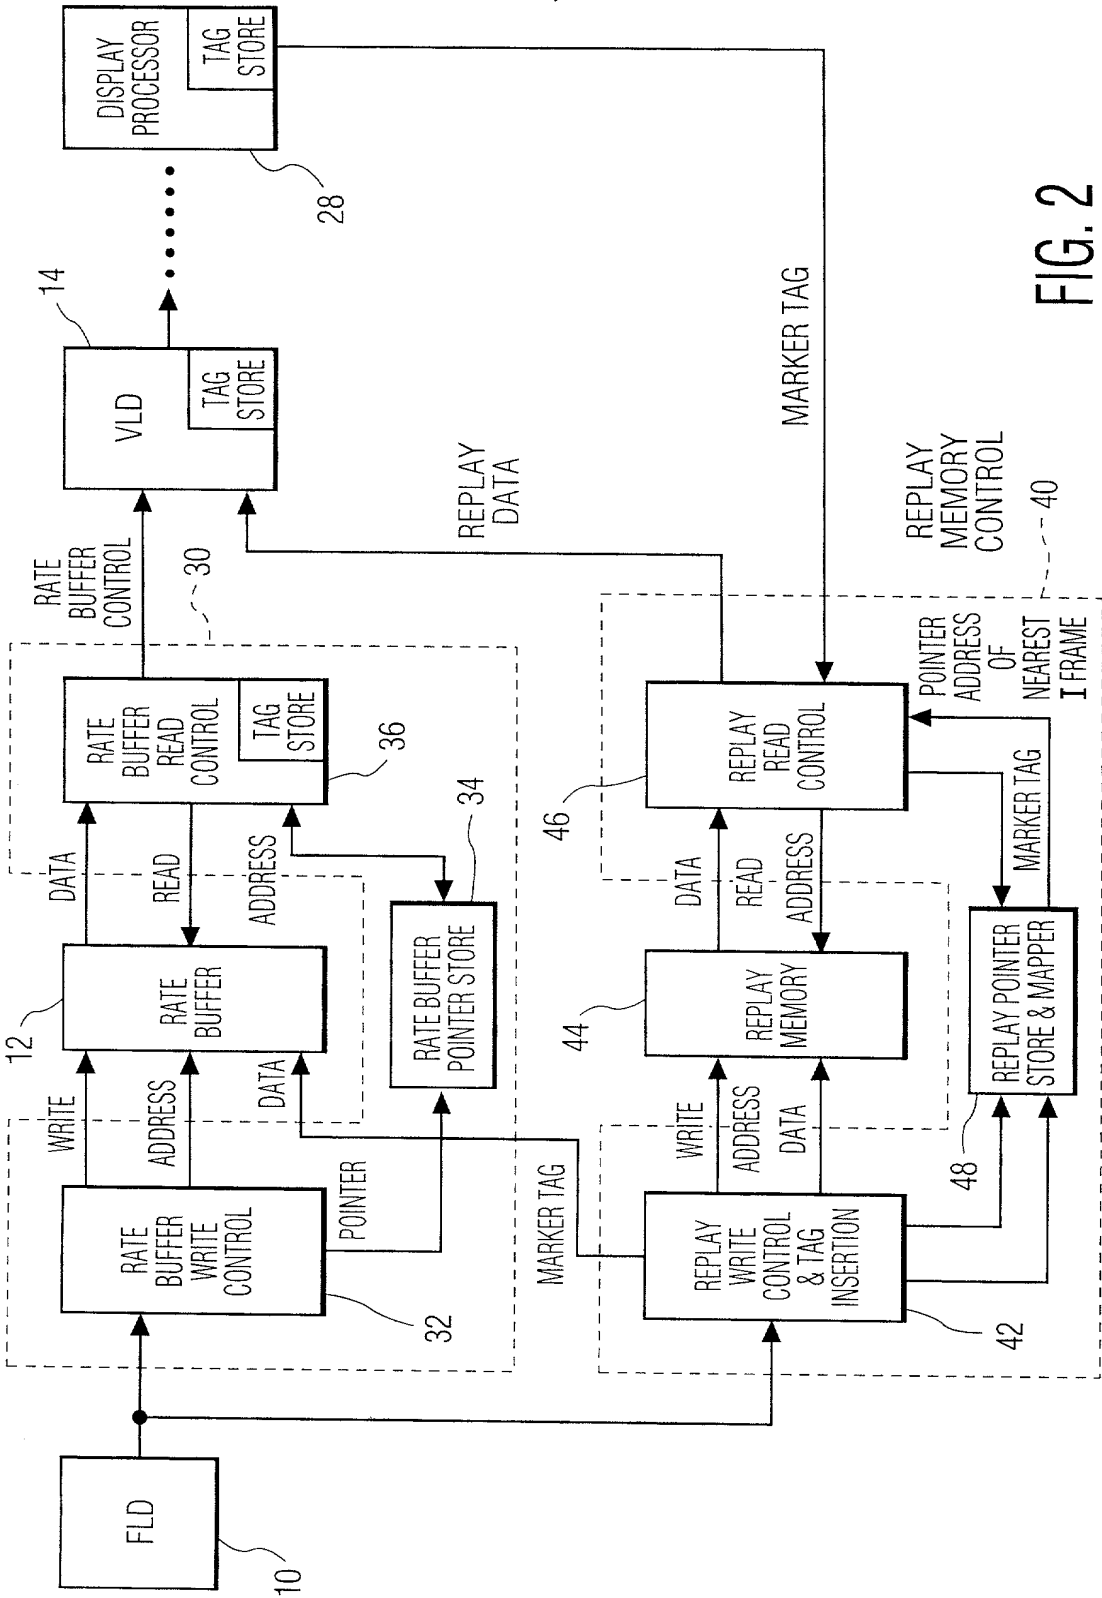 FLD
10
RATE
BUFFER
WRITE
CONTROL
32
WRITE
ADDRESS
POINTER
DATA
12
RATE
BUFFER
RATE BUFFER
POINTER STORE
34
DATA
READ
ADDRESS
RATE
BUFFER
READ
CONTROL
TAG
STORE
36
30
RATE
BUFFER
CONTROL
14
VLD
TAG
STORE
DISPLAY
PROCESSOR
TAG
STORE
28
MARKER TAG
REPLAY
WRITE
CONTROL
& TAG
INSERTION
42
WRITE
ADDRESS
DATA
44
REPLAY
MEMORY
48
REPLAY POINTER
STORE & MAPPER
DATA
READ
ADDRESS
46
REPLAY
READ
CONTROL
MARKER TAG
POINTER
ADDRESS
OF
NEAREST
I FRAME
REPLAY
DATA
MARKER TAG
REPLAY
MEMORY
CONTROL
40
FIG. 2